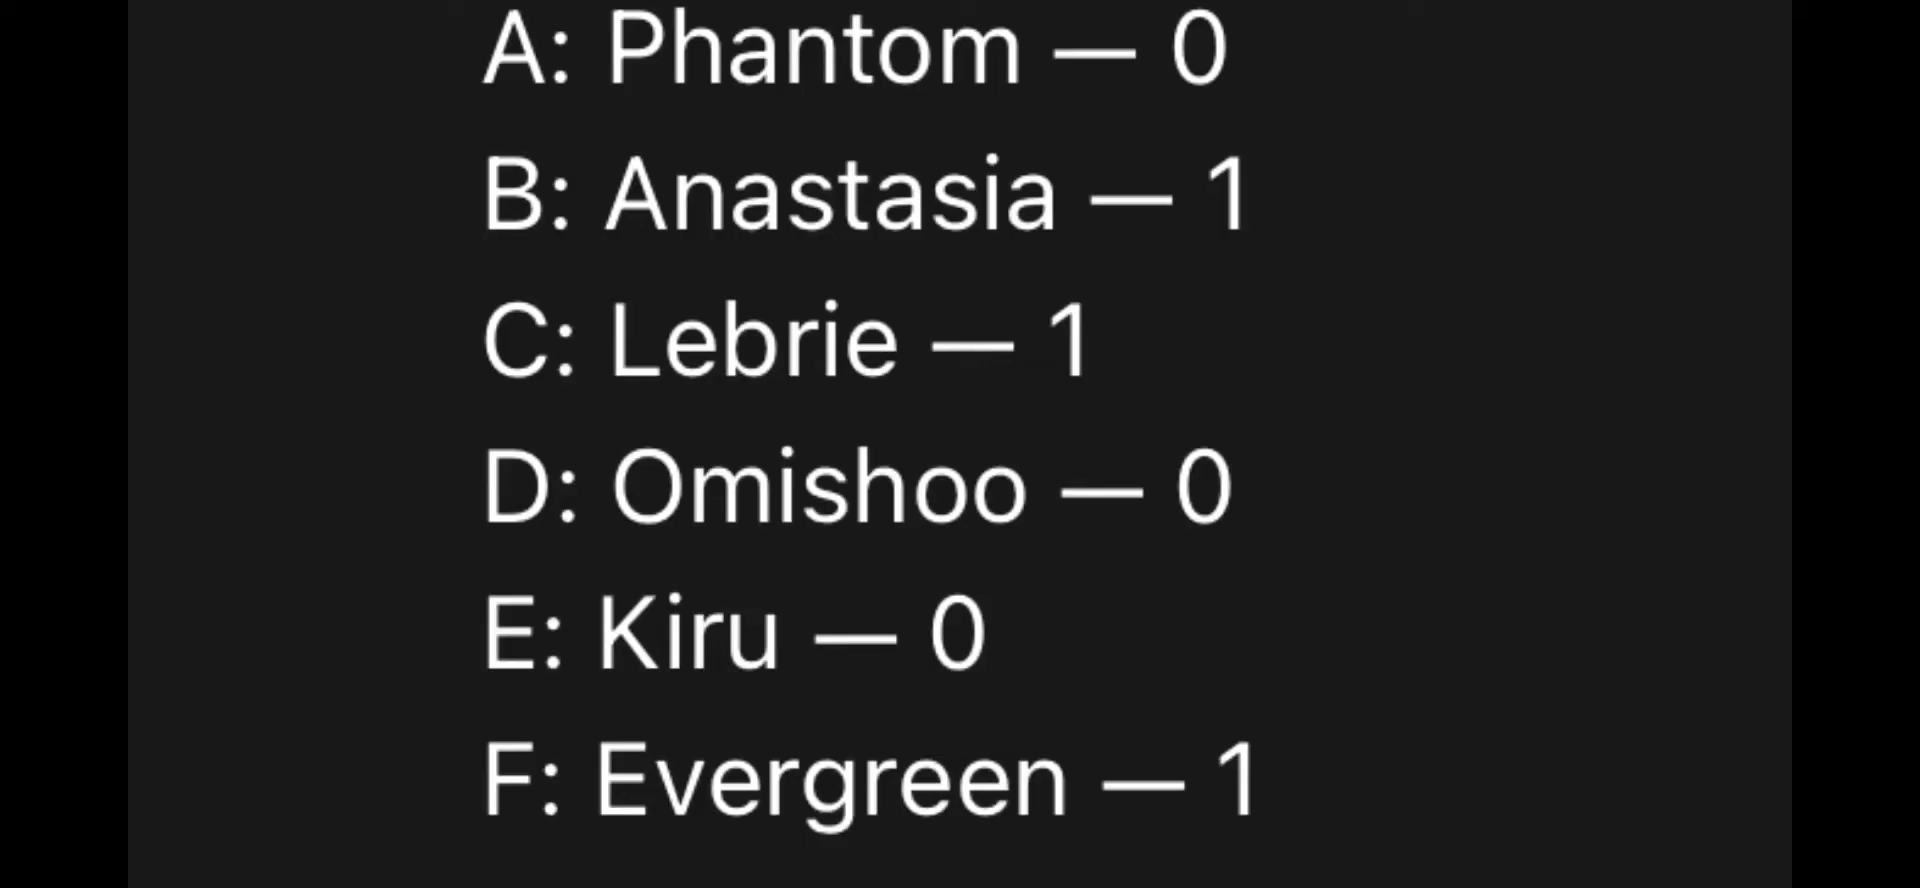 A: Phantom — 0
B: Anastasia — 1
C: Lebrie — 1
D: Omishoo — 0
E: Kiru — 0
F: Evergreen — 1